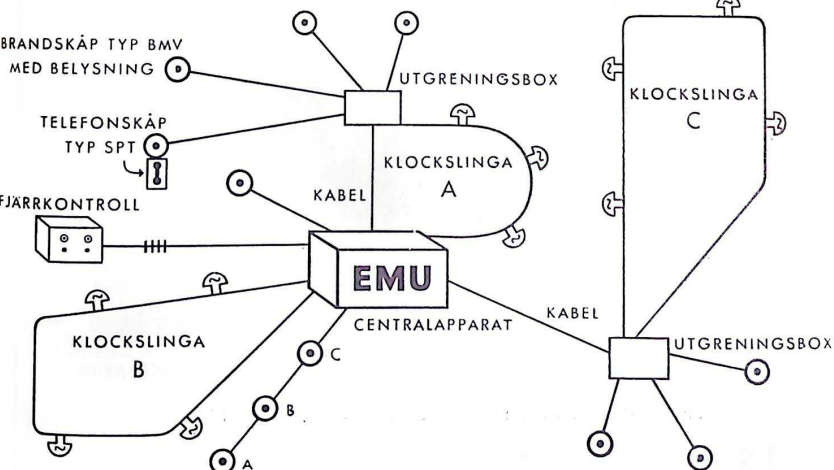 BRANDSKÅP TYP BMV
MED BELYSNING
UTGRENINGSBOX
TELEFONSKÅP
TYP SPT
KLOCKSLINGA
A
KABEL
FJÄRRKONTROLL
EMU
CENTRALAPPARAT
KLOCKSLINGA
B
C
B
A
KLOCKSLINGA
C
KABEL
UTGRENINGSBOX